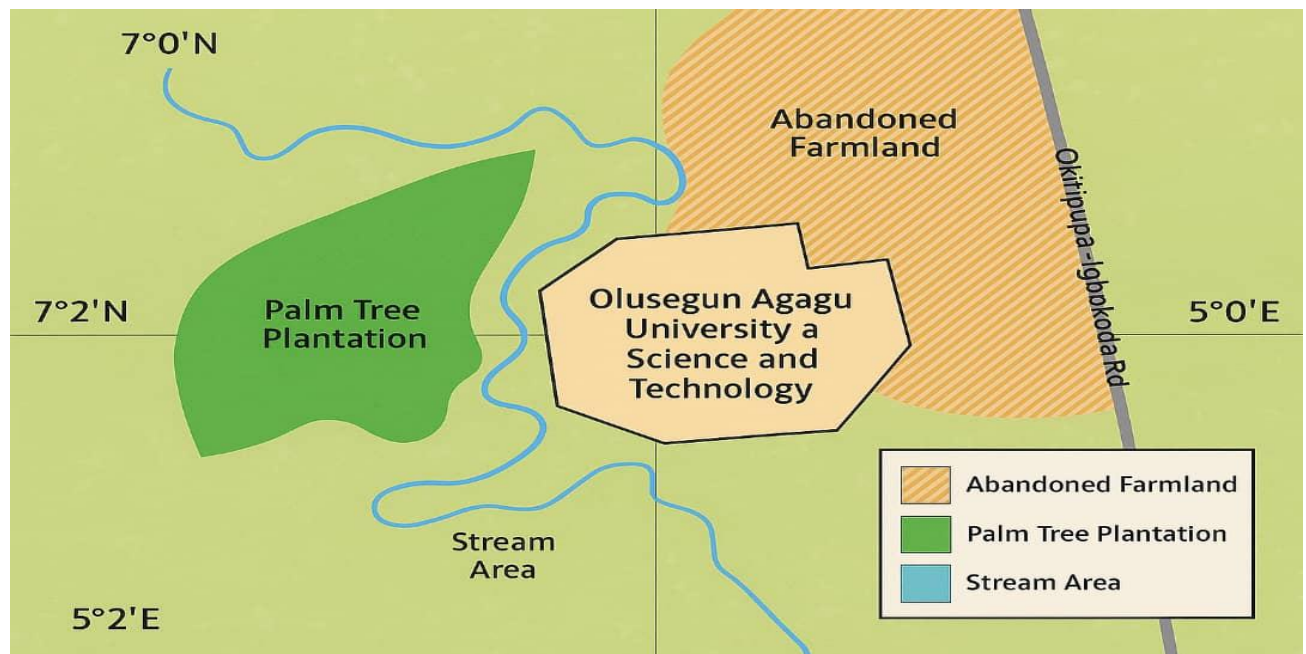 7°0'N
Abandoned
Farmland
Okitipupa-Igbokoda Rd
7°2'N
5°0'E
Palm Tree
Plantation
Olusegun Agagu
University a
Science and
Technology
Stream
Area
5°2'E
Abandoned Farmland
Palm Tree Plantation
Stream Area